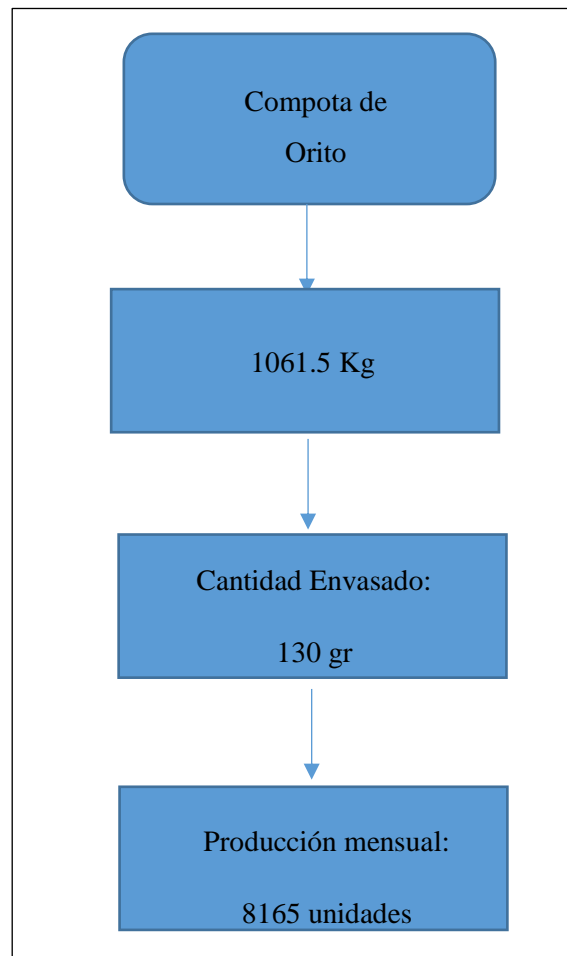 Compota de
Orito
1061.5 Kg
Cantidad Envasado:
130 gr
Producción mensual:
8165 unidades